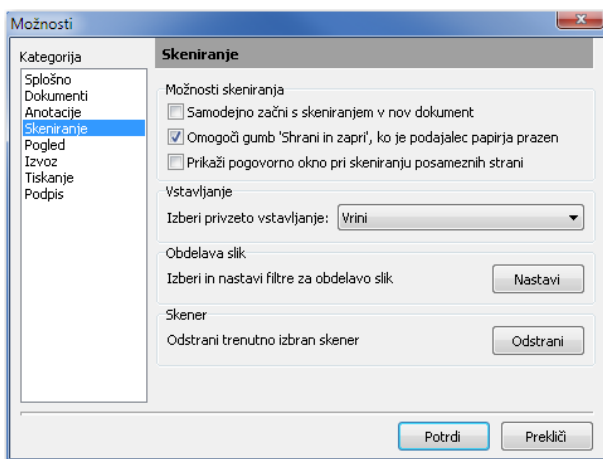 Možnosti
Kategorija
Splošno
Dokumenti
Anotacije
Skeniranje
Pogled
Izvoz
Tiskanje
Podpis
Skeniranje
Možnosti skeniranja
Samodejno začni s skeniranjem v nov dokument
Omogoči gumb 'Shrani in zapri', ko je podajalec papirja prazen
Prikaži pogovorno okno pri skeniranju posameznih strani
Vstavljanje
Izberi privzeto vstavljanje: Vrini
Obdelava slik
Izberi in nastavi filtre za obdelavo slik Nastavi
Skener
Odstrani trenutno izbran skener Odstrani
Potrdi Prekliči